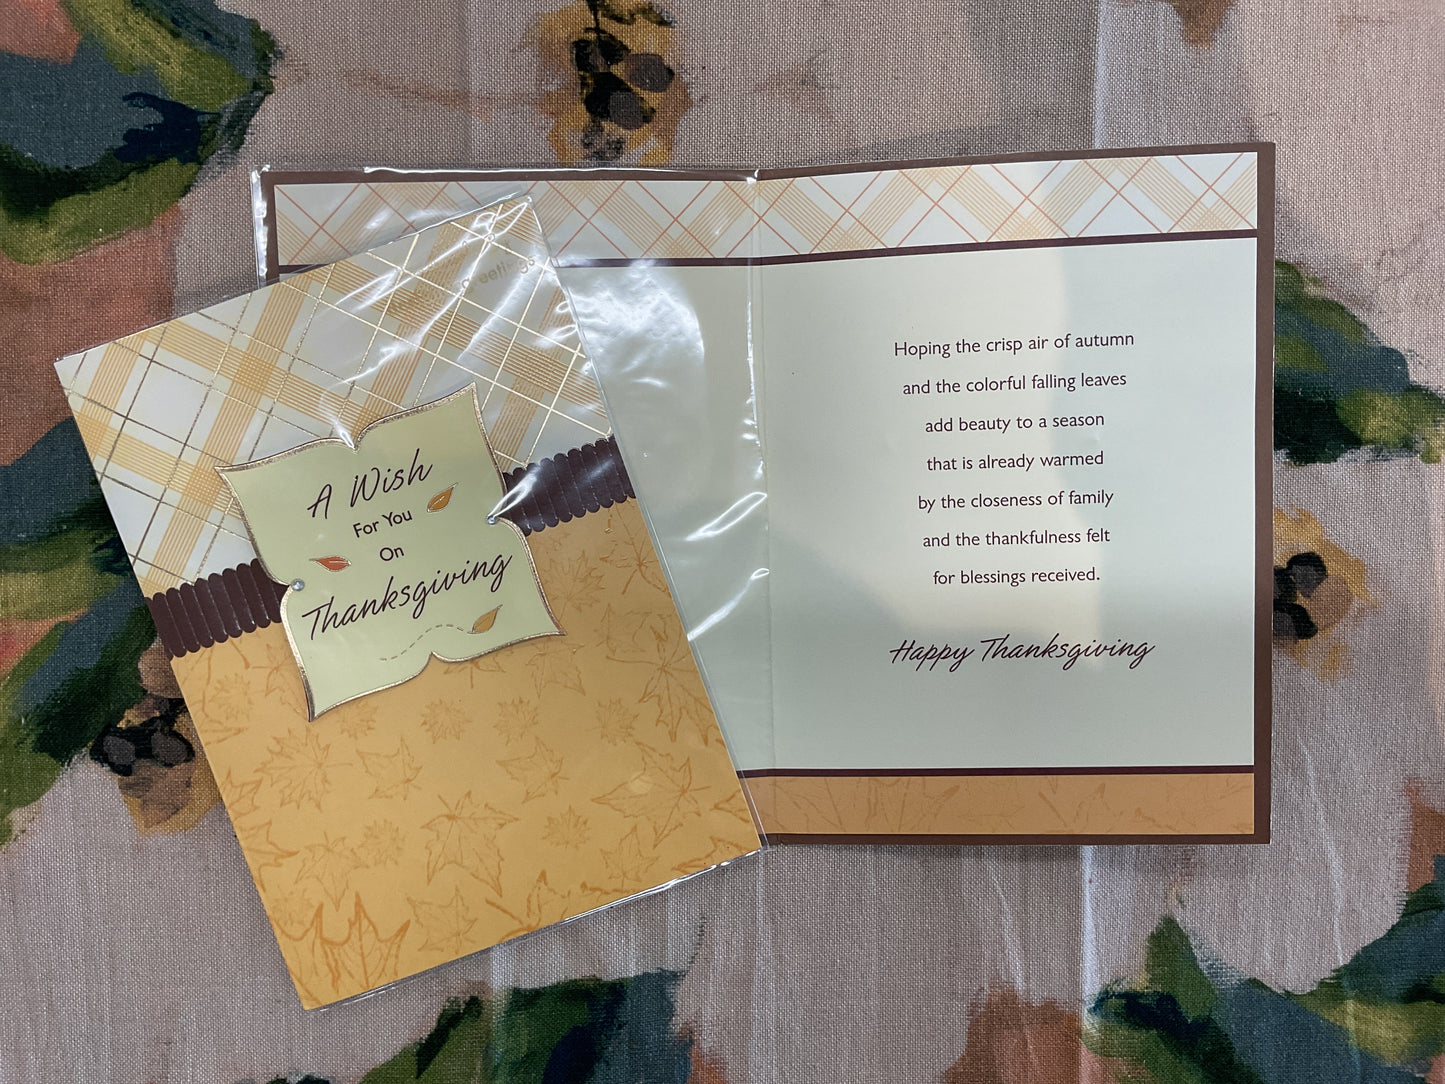 greetings
A Wish
For You
On
Thanksgiving
Hoping the crisp air of autumn
and the colorful falling leaves
add beauty to a season
that is already warmed
by the closeness of family
and the thankfulness felt
for blessings received.
Happy Thanksgiving